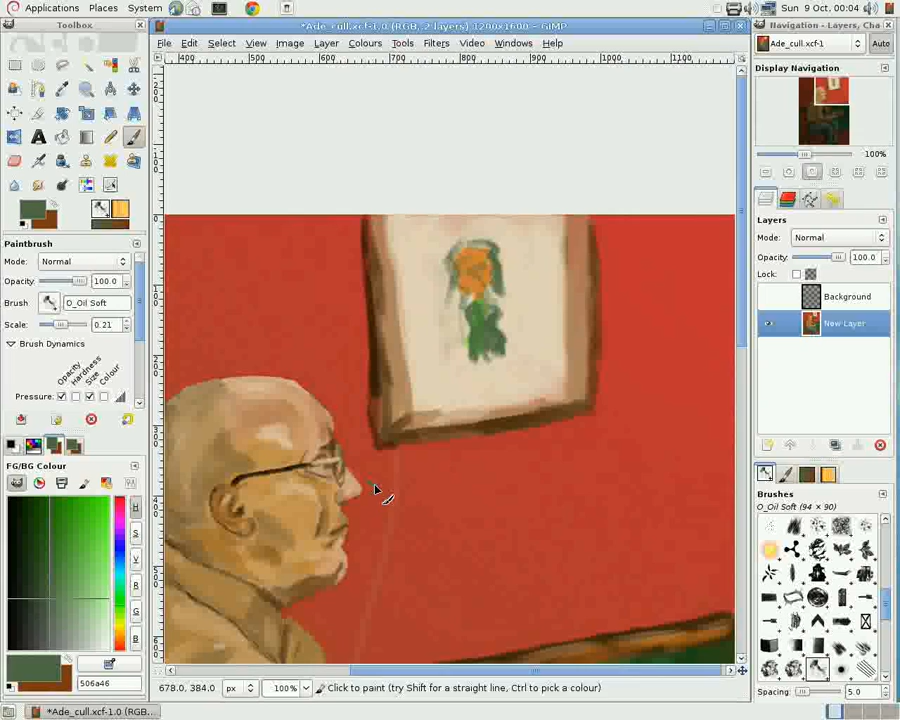 Applications Places System
Sun 9 Oct, 00:04
Toolbox
*Ade_cull.xcf-1.0 (RGB, 2 layers) 1200x1600 – GIMP
Navigation - Layers, Cha
File Edit Select View Image Layer Colours Tools Filters Video Windows Help
Ade_cull.xcf-1
Auto
400 500 600 700 800 900 1000 1100
Display Navigation
100%
Layers
Mode: Normal
Opacity: 100.0
Lock:
Background
New Layer
Paintbrush
Mode: Normal
Opacity: 100.0
Brush O_Oil Soft
Scale: 0.21
Brush Dynamics
Opacity
Hardness
Size
Colour
Pressure:
FG/BG Colour
H
S
V
R
G
B
506a46
Brushes
O_Oil Soft (94 × 90)
Spacing: 5.0
678.0, 384.0 px 100% Click to paint (try Shift for a straight line, Ctrl to pick a colour)
*Ade_cull.xcf-1.0 (RGB...